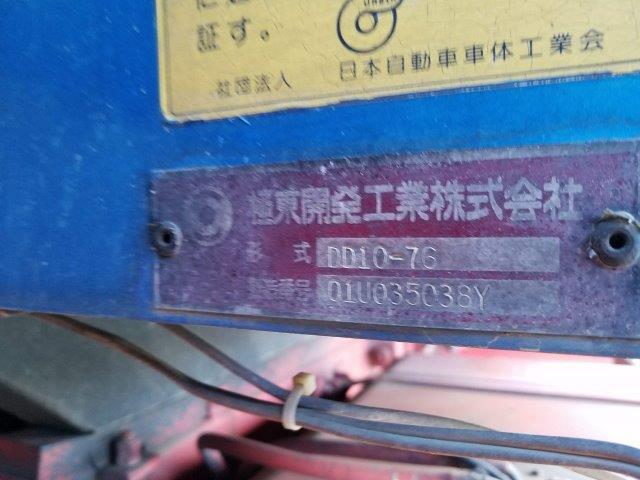 証す。
社団法人 日本自動車車体工業会
極東開発工業株式会社
形式 DD10-76
製造番号 01U035038Y